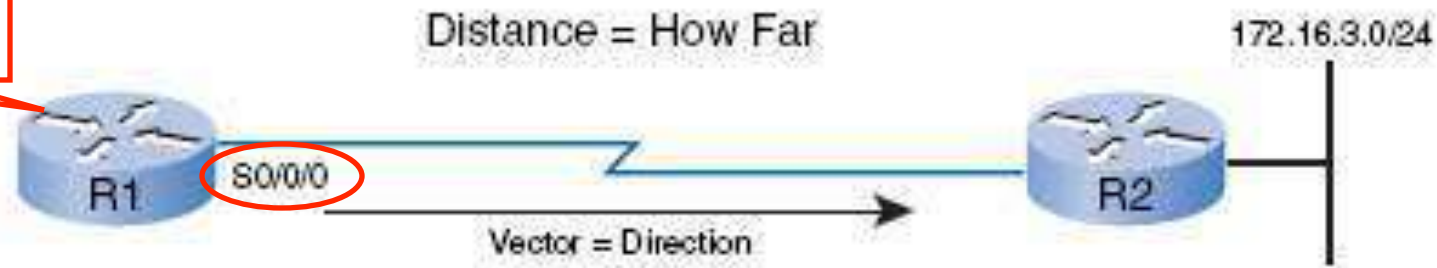 Distance = How Far
172.16.3.0/24
R1
S0/0/0
R2
Vector = Direction